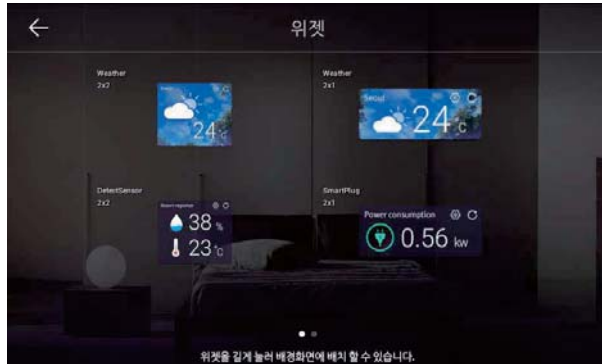 위젯
Weather
2x2
24°c
Weather
2x1
Seoul
24°c
DetectSensor
2x2
38 %
23°c
SmartPlug
2x1
Power consumption
0.56 kw
위젯을 길게 눌러 배경화면에 배치 할 수 있습니다.